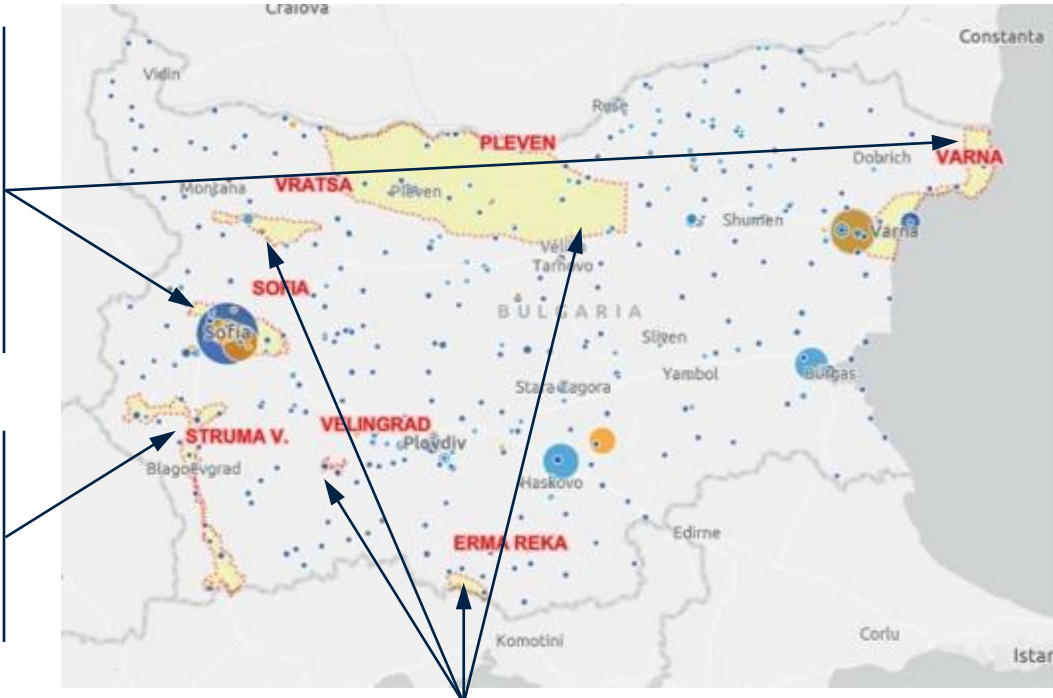 Craiova
Constanta
Vidin
Ruse
PLEVEN
Dobrich
VARNA
Montana
VRATSA
Pleven
Shumen
Varna
Veliko
Tarnovo
SOFIA
BULGARIA
Sofia
Sliven
Yambol
Burgas
Stara Zagora
VELINGRAD
STRUMA V.
Plovdiv
Blagoevgrad
Haskovo
Edirne
ERMA REKA
Komotini
Corlu
Istan